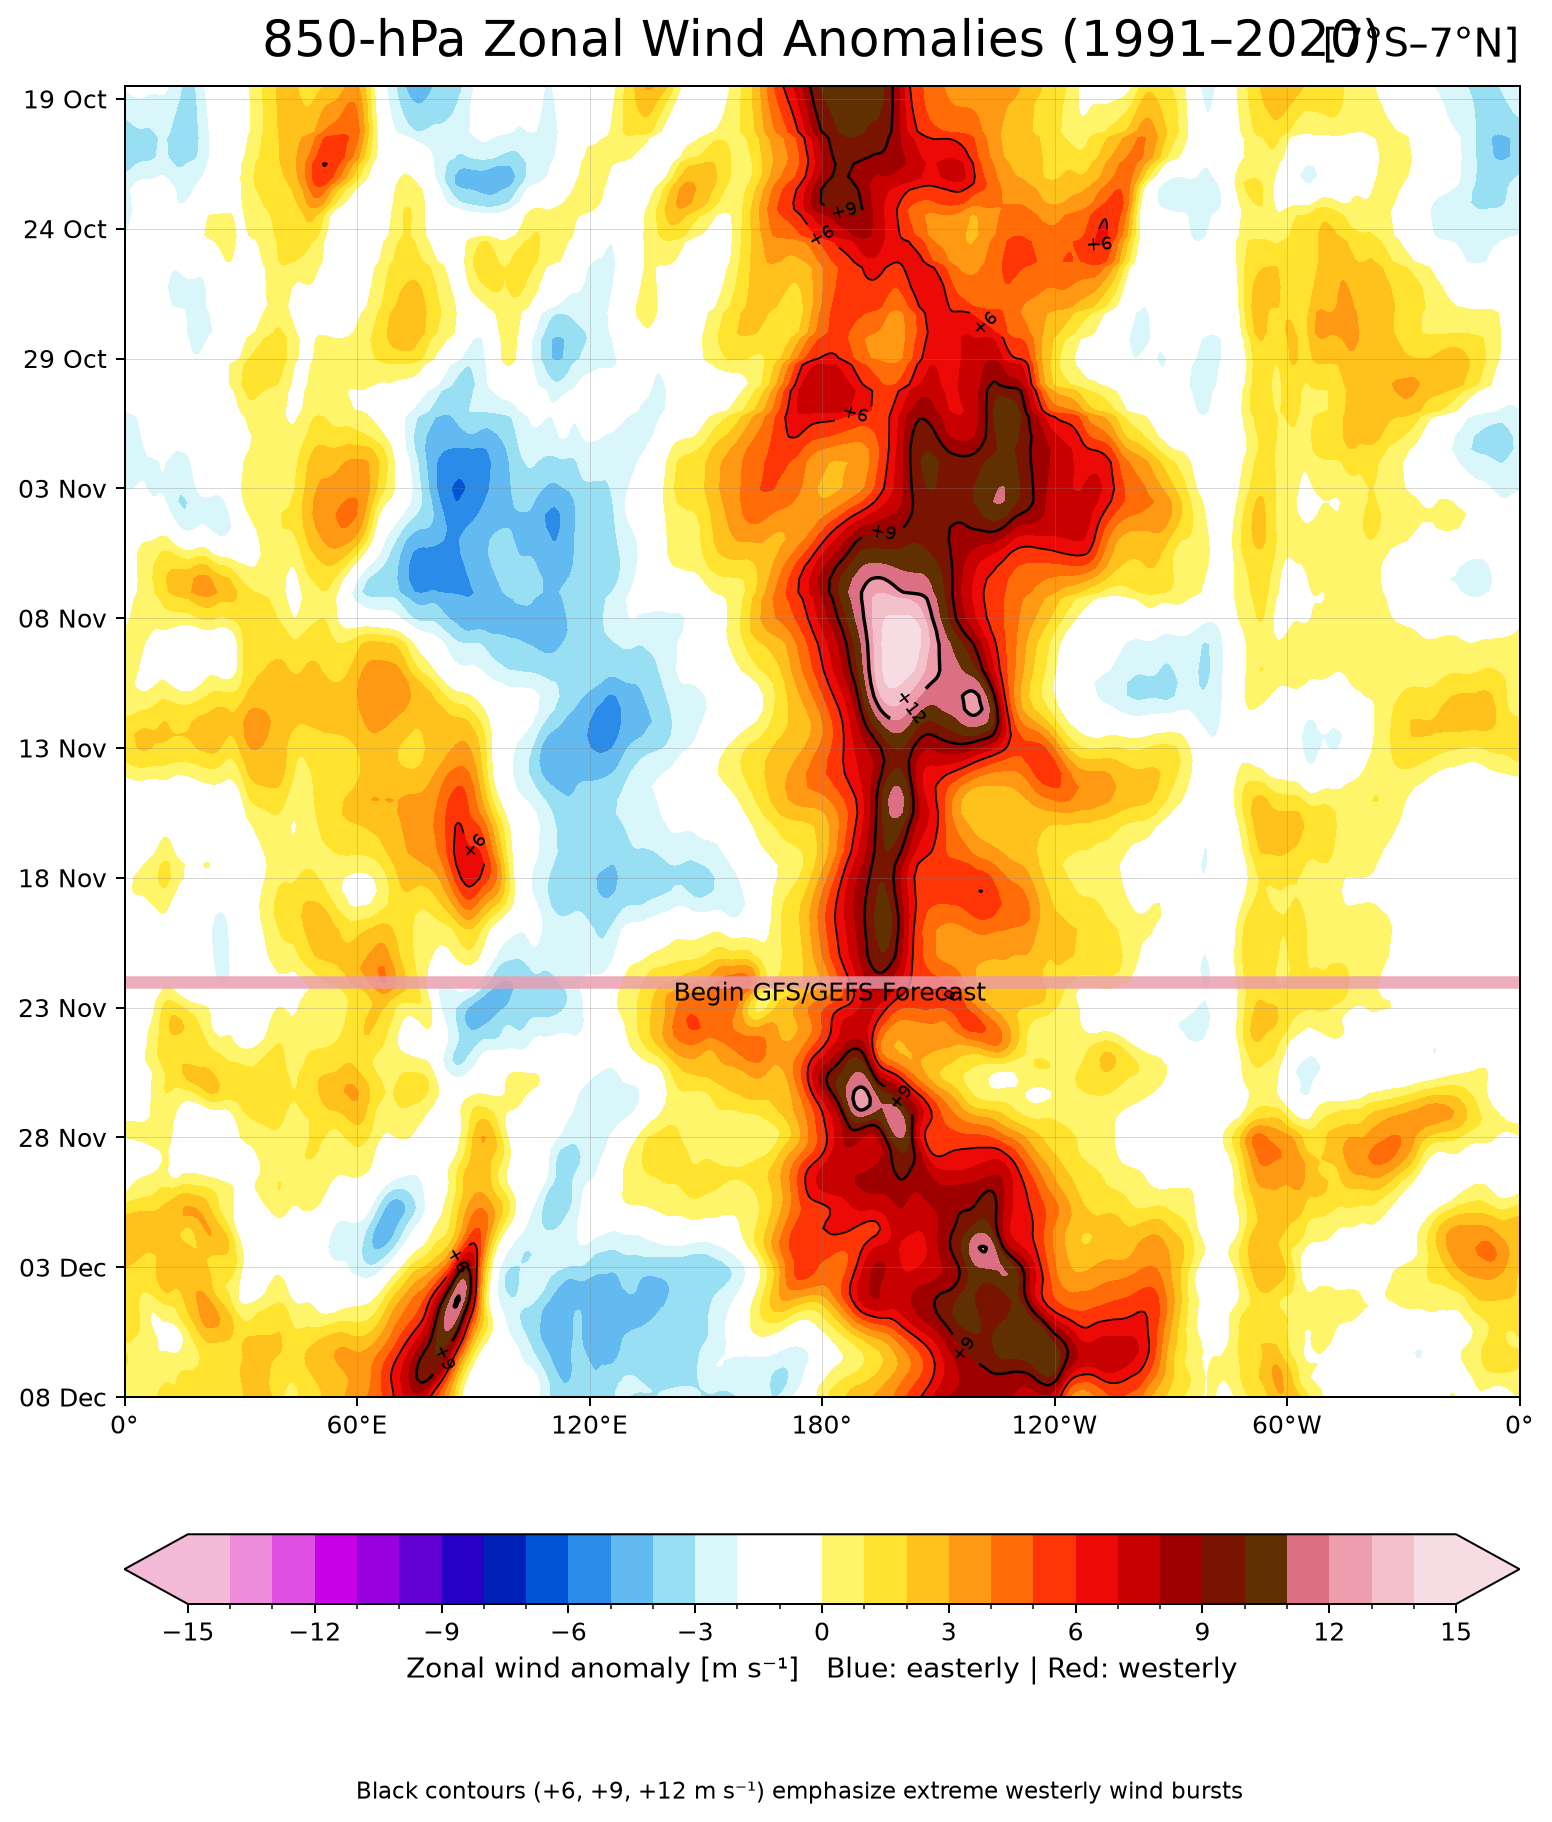 850-hPa Zonal Wind Anomalies (1991–2020) [7°S–7°N]
19 Oct
24 Oct
29 Oct
03 Nov
08 Nov
13 Nov
18 Nov
23 Nov
28 Nov
03 Dec
08 Dec
+9
+6
+6
+6
+6
+9
+12
+6
Begin GFS/GEFS Forecast
+9
+9
+9
0° 60°E 120°E 180° 120°W 60°W 0°
−15 −12 −9 −6 −3 0 3 6 9 12 15
Zonal wind anomaly [m s⁻¹] Blue: easterly | Red: westerly
Black contours (+6, +9, +12 m s⁻¹) emphasize extreme westerly wind bursts